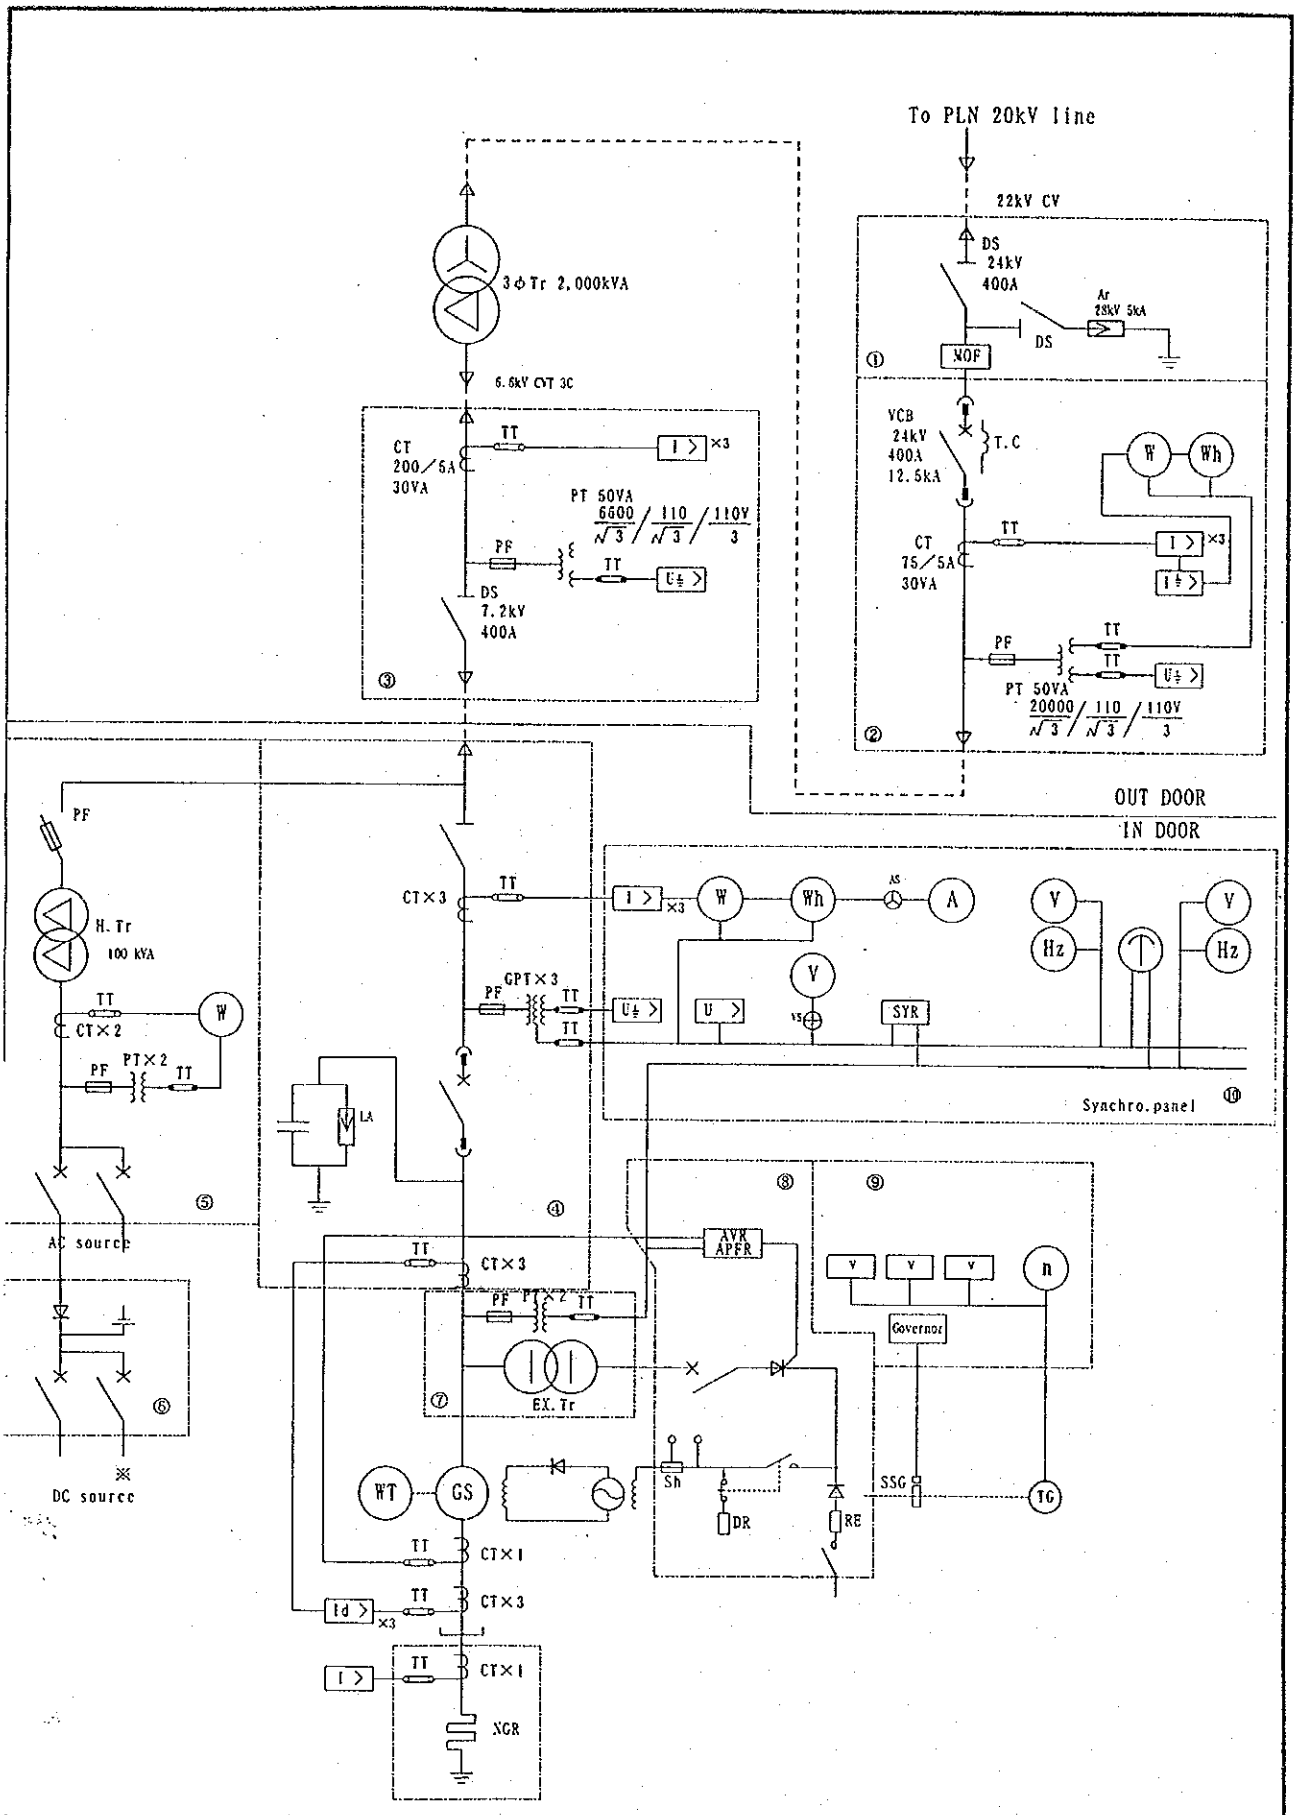 To PLN 20kV line
22kV CV
DS
24kV
400A
Ar
28kV 5kA
DS
①
MOF
3φTr 2,000kVA
6.6kV CVT 3C
VCB
24kV
400A
12.5kA
T.C
W
Wh
CT
200/5A
30VA
TT
I >
×3
PT 50VA
6600/√3 / 110/√3 / 110V/3
PF
TT
U⏚ >
DS
7.2kV
400A
③
CT
75/5A
30VA
TT
I >
×3
I⏚ >
PF
TT
TT
U⏚ >
PT 50VA
20000/√3 / 110/√3 / 110V/3
②
OUT DOOR
IN DOOR
PF
H.Tr
100 kVA
TT
CT×2
W
PF
PT×2
TT
⑤
AC source
⑥
※
DC source
CT×3
TT
I >
×3
W
Wh
AS
A
V
Hz
V
Hz
PF
GPT×3
TT
TT
U⏚ >
U >
V
VS
SYR
Synchro.panel
⑩
LA
④
TT
CT×3
PF
PT×2
TT
EX.Tr
⑦
⑧
⑨
AVR
APFR
V
V
V
n
Governor
WT
GS
Sh
DR
RE
SSG
TG
TT
CT×1
Id >
×3
TT
CT×3
I >
TT
CT×1
NGR